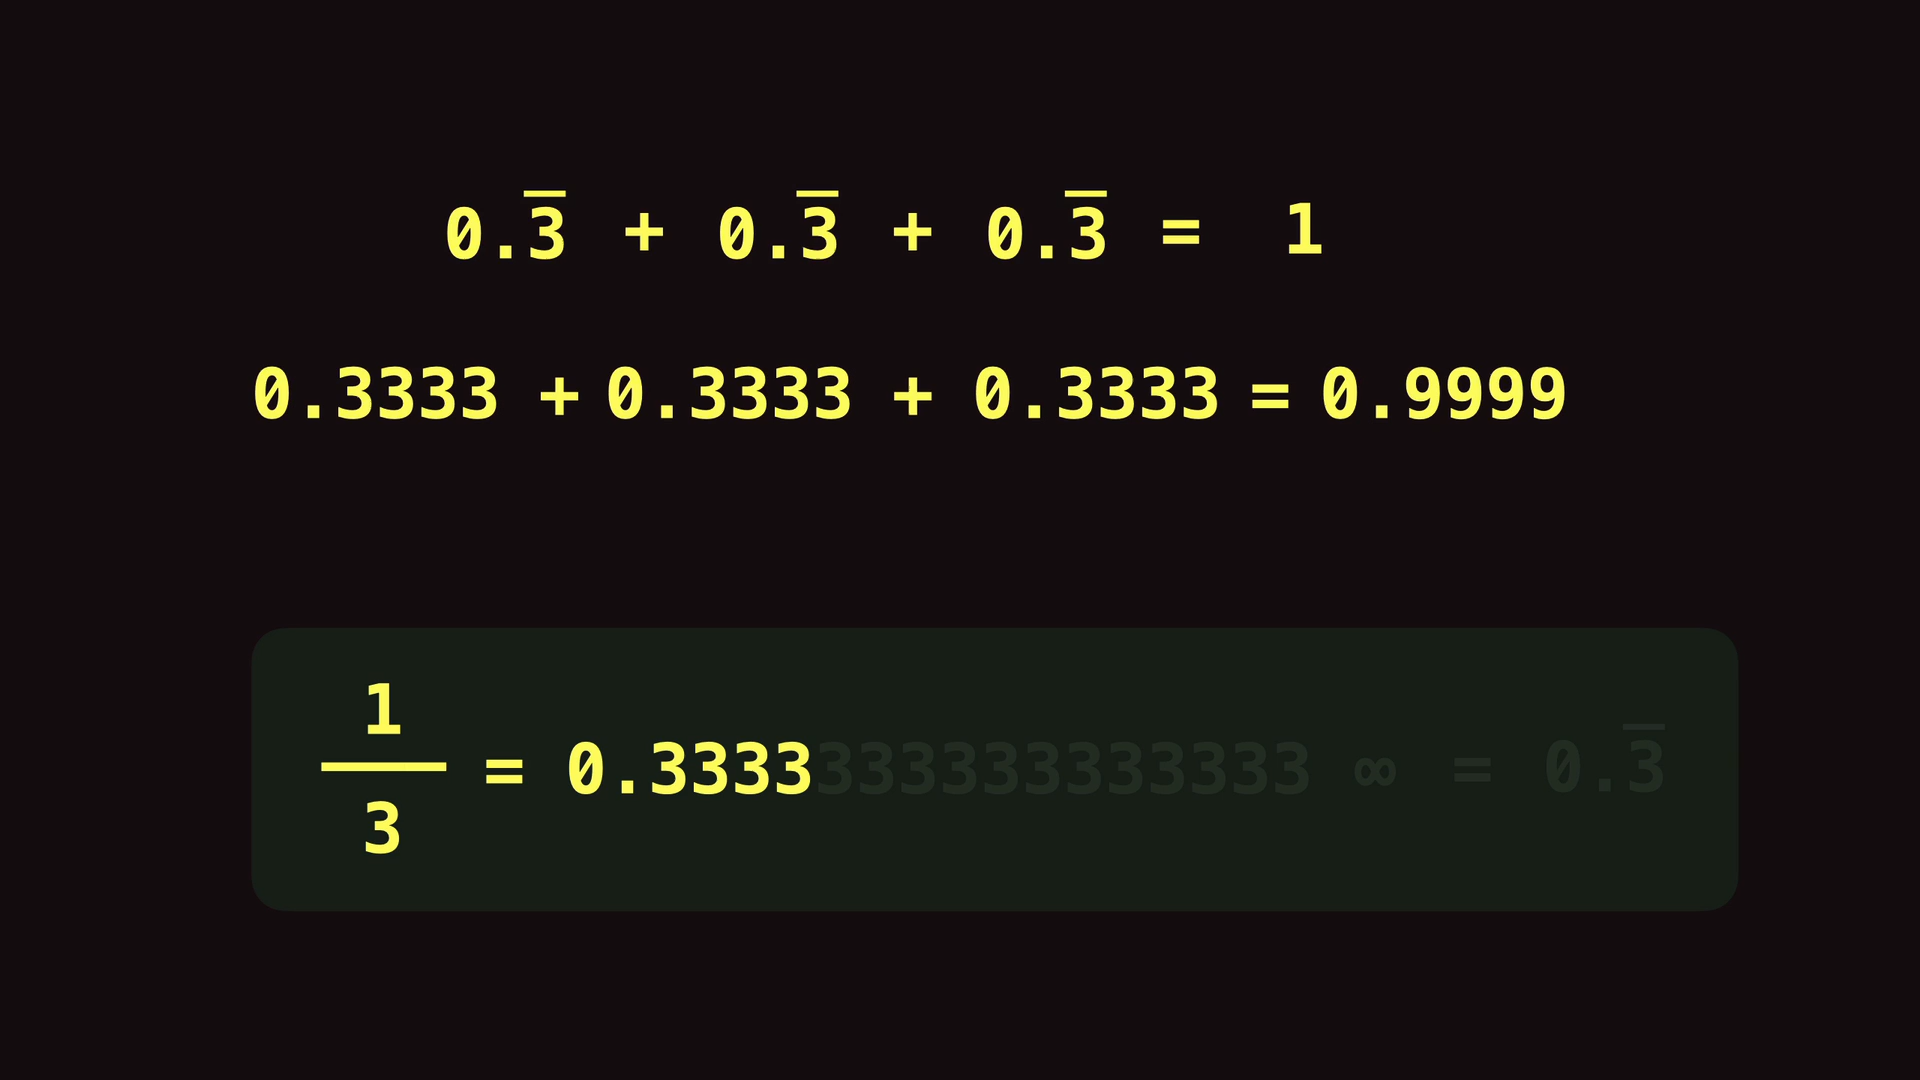 0.3̅ + 0.3̅ + 0.3̅ = 1
0.3333 + 0.3333 + 0.3333 = 0.9999
1
3
= 0.3333333333333333 ∞ = 0.3̅